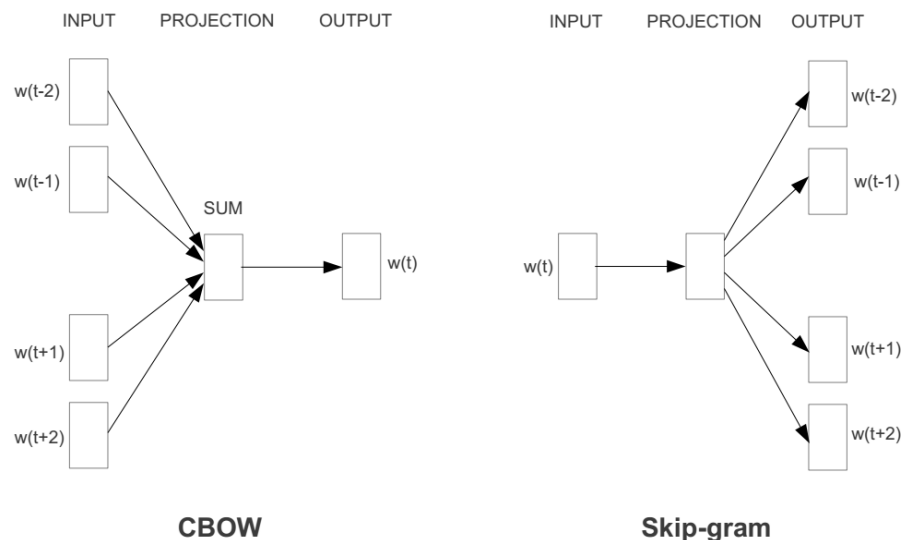 INPUT PROJECTION OUTPUT
w(t-2)
w(t-1)
SUM
w(t)
w(t+1)
w(t+2)
CBOW
INPUT PROJECTION OUTPUT
w(t-2)
w(t-1)
w(t)
w(t+1)
w(t+2)
Skip-gram